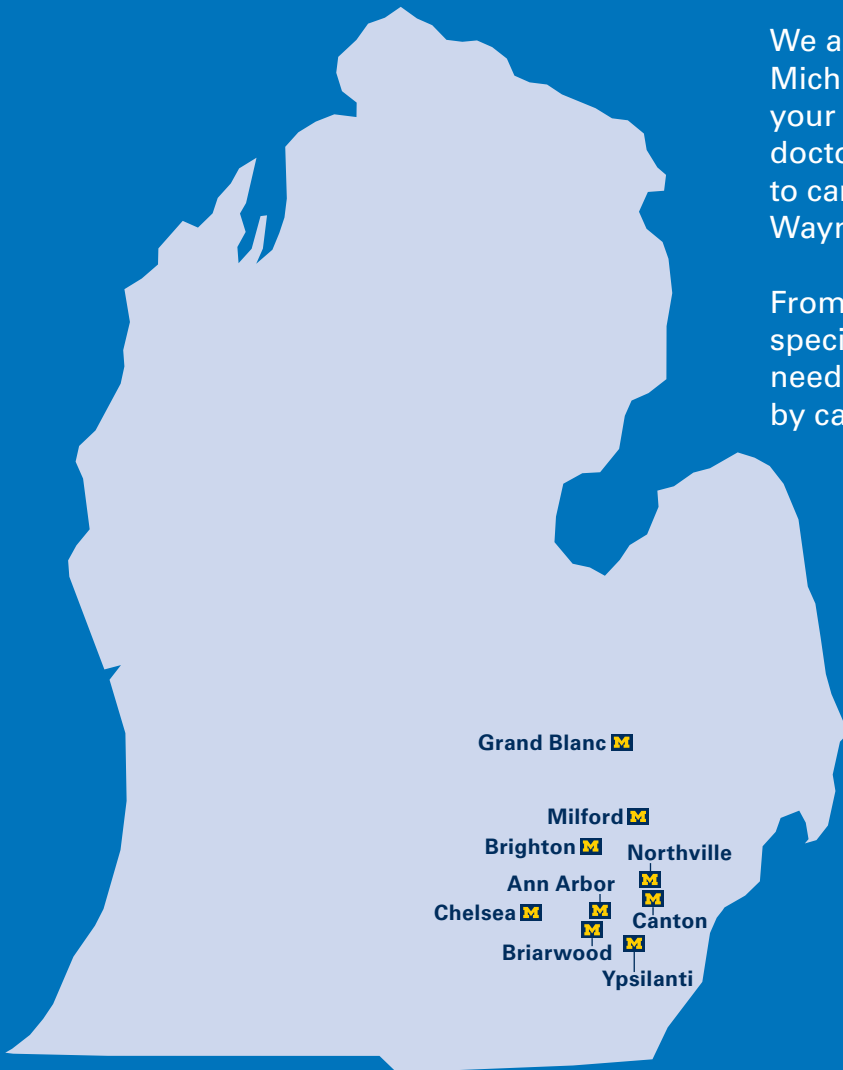 We a
Mich
your
docto
to car
Wayn
From
speci
need
by ca
Grand Blanc M
Milford M
Brighton M
Northville
M
Ann Arbor
M
M
Canton
Chelsea M
M
Briarwood
M
Ypsilanti